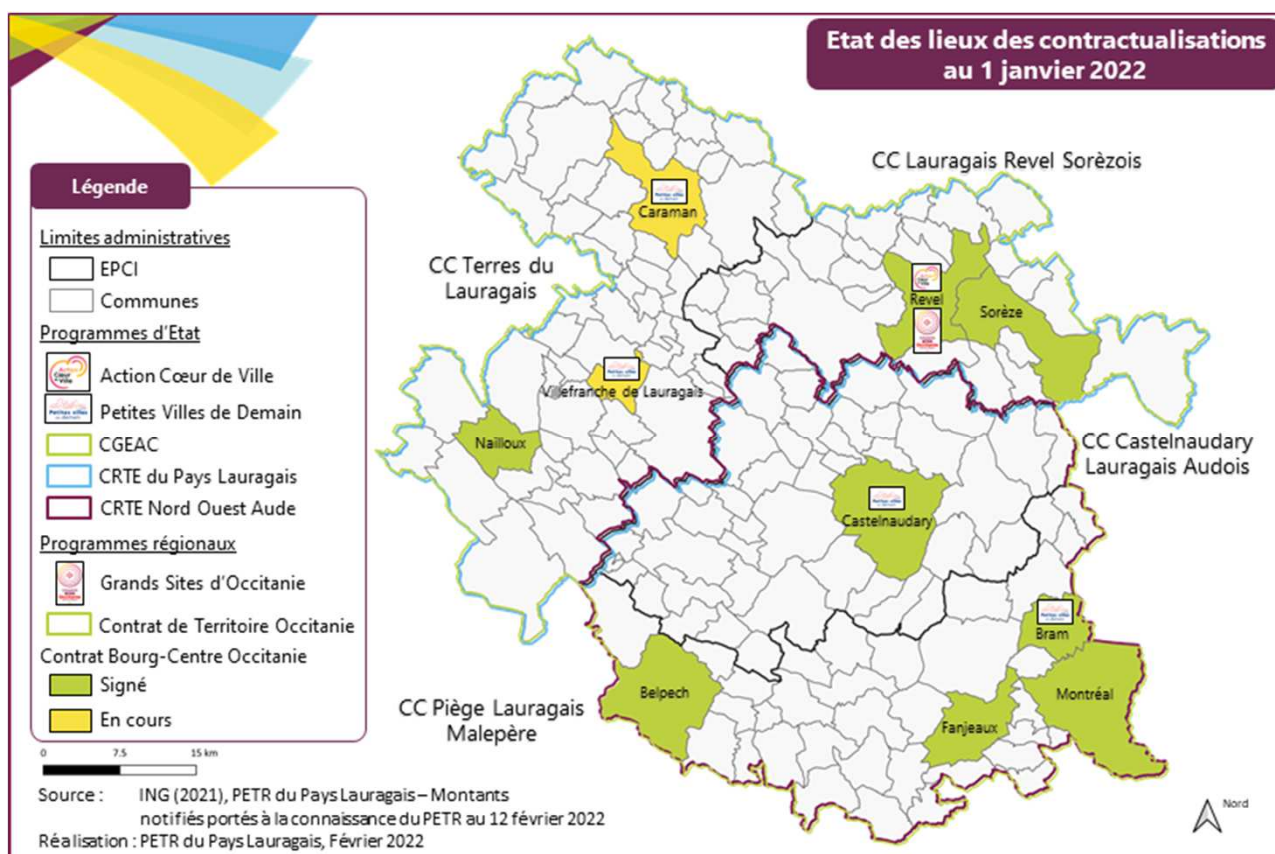 Etat des lieux des contractualisations
au 1 janvier 2022
Légende
Limites administratives
EPCI
Communes
Programmes d'Etat
Action Cœur de Ville
Petites Villes de Demain
CGEAC
CRTE du Pays Lauragais
CRTE Nord Ouest Aude
Programmes régionaux
Grands Sites d'Occitanie
Contrat de Territoire Occitanie
Contrat Bourg-Centre Occitanie
Signé
En cours
0 7.5 15 km
CC Lauragais Revel Sorèzois
Caraman
CC Terres du
Lauragais
Revel
Sorèze
Villefranche de Lauragais
Nailloux
CC Castelnaudary
Lauragais Audois
Castelnaudary
Bram
Belpech
Montréal
Fanjeaux
CC Piège Lauragais
Malepère
Source : ING (2021), PETR du Pays Lauragais – Montants
notifiés portés à la connaissance du PETR au 12 février 2022
Réalisation : PETR du Pays Lauragais, Février 2022
Nord